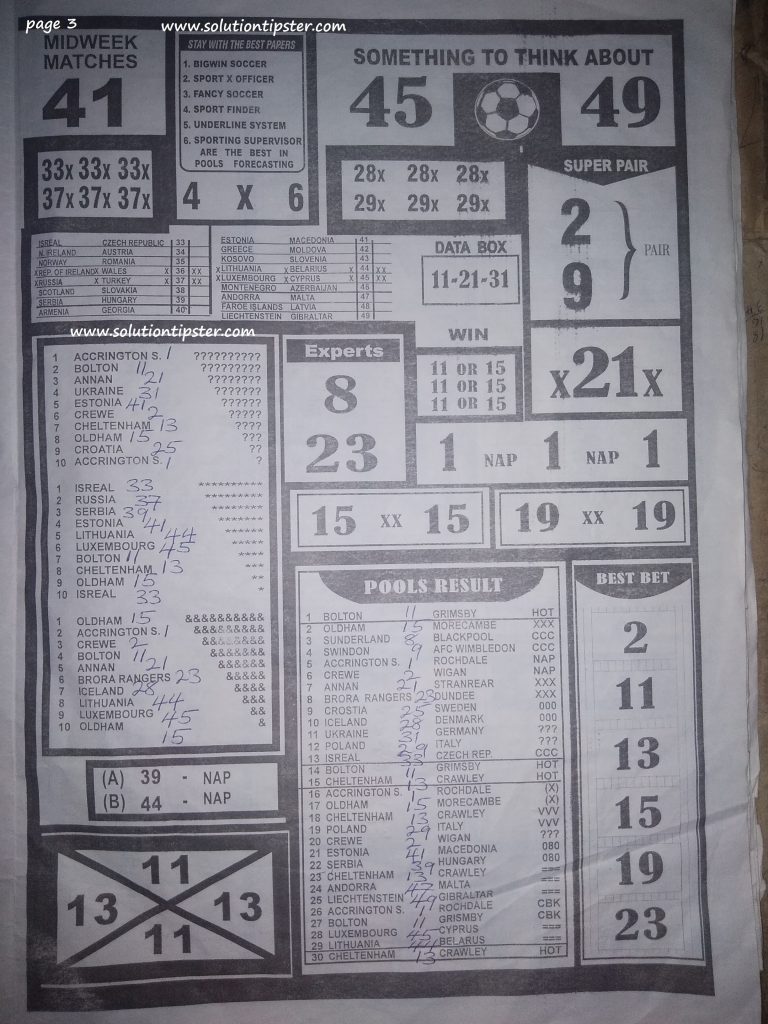 page 3 www.solutiontipster.com
MIDWEEK
MATCHES
41
STAY WITH THE BEST PAPERS
1. BIGWIN SOCCER
2. SPORT X OFFICER
3. FANCY SOCCER
4. SPORT FINDER
5. UNDERLINE SYSTEM
6. SPORTING SUPERVISOR
ARE THE BEST IN
POOLS FORECASTING
4 X 6
SOMETHING TO THINK ABOUT
45 49
33x 33x 33x
37x 37x 37x
28x 28x 28x
29x 29x 29x
SUPER PAIR
2
9
PAIR
ISREAL CZECH REPUBLIC 33
N.IRELAND AUSTRIA 34
NORWAY ROMANIA 35
XREP. OF IRELANDX WALES X 36 XX
XRUSSIA X TURKEY X 37 XX
SCOTLAND SLOVAKIA 38
SERBIA HUNGARY 39
ARMENIA GEORGIA 40
ESTONIA MACEDONIA 41
GREECE MOLDOVA 42
KOSOVO SLOVENIA 43
XLITHUANIA X BELARUS X 44 XX
XLUXEMBOURG X CYPRUS X 45 XX
MONTENEGRO AZERBAIJAN 46
ANDORRA MALTA 47
FAROE ISLANDS LATVIA 48
LIECHTENSTEIN GIBRALTAR 49
DATA BOX
11-21-31
www.solutiontipster.com
WIN
11 OR 15
11 OR 15
11 OR 15
x21x
1 ACCRINGTON S. 1 ??????????
2 BOLTON 11 ?????????
3 ANNAN 21 ????????
4 UKRAINE 31 ???????
5 ESTONIA 41 ??????
6 CREWE 2 ?????
7 CHELTENHAM 13 ????
8 OLDHAM 15 ???
9 CROATIA 25 ??
10 ACCRINGTON S. 1 ?
1 ISREAL 33 **********
2 RUSSIA 37 *********
3 SERBIA 39 ********
4 ESTONIA 41 *******
5 LITHUANIA 44 ******
6 LUXEMBOURG 45 *****
7 BOLTON 11 ****
8 CHELTENHAM 13 ***
9 OLDHAM 15 **
10 ISREAL 33 *
1 OLDHAM 15 &&&&&&&&&&
2 ACCRINGTON S. 1 &&&&&&&&&
3 CREWE 2 &&&&&&&&
4 BOLTON 11 &&&&&&&
5 ANNAN 21 &&&&&&
6 BRORA RANGERS 23 &&&&&
7 ICELAND 28 &&&&
8 LITHUANIA 44 &&&
9 LUXEMBOURG 45 &&
10 OLDHAM &
15
Experts
8
23
1 NAP 1 NAP 1
15 xx 15
19 xx 19
POOLS RESULT
1 BOLTON 11 GRIMSBY HOT
2 OLDHAM 15 MORECAMBE XXX
3 SUNDERLAND 8 BLACKPOOL CCC
4 SWINDON 9 AFC WIMBLEDON CCC
5 ACCRINGTON S. 1 ROCHDALE NAP
6 CREWE 2 WIGAN NAP
7 ANNAN 21 STRANREAR XXX
8 BRORA RANGERS 23 DUNDEE XXX
9 CROSTIA 25 SWEDEN 000
10 ICELAND 28 DENMARK 000
11 UKRAINE 31 GERMANY ???
12 POLAND 29 ITALY ???
13 ISREAL 33 CZECH REP. CCC
14 BOLTON 11 GRIMSBY HOT
15 CHELTENHAM 13 CRAWLEY HOT
16 ACCRINGTON S. 1 ROCHDALE (X)
17 OLDHAM 15 MORECAMBE (X)
18 CHELTENHAM 13 CRAWLEY VVV
19 POLAND 29 ITALY VVV
20 CREWE 2 WIGAN ???
21 ESTONIA 41 MACEDONIA 080
22 SERBIA 39 HUNGARY 080
23 CHELTENHAM 13 CRAWLEY ===
24 ANDORRA 47 MALTA ===
25 LIECHTENSTEIN 49 GIBRALTAR ===
26 ACCRINGTON S. 1 ROCHDALE CBK
27 BOLTON 11 GRISMBY CBK
28 LUXEMBOURG 45 CYPRUS ===
29 LITHUANIA 44 BELARUS ===
30 CHELTENHAM 13 CRAWLEY HOT
BEST BET
2
11
13
15
19
23
(A) 39 - NAP
(B) 44 - NAP
11
13 13
11